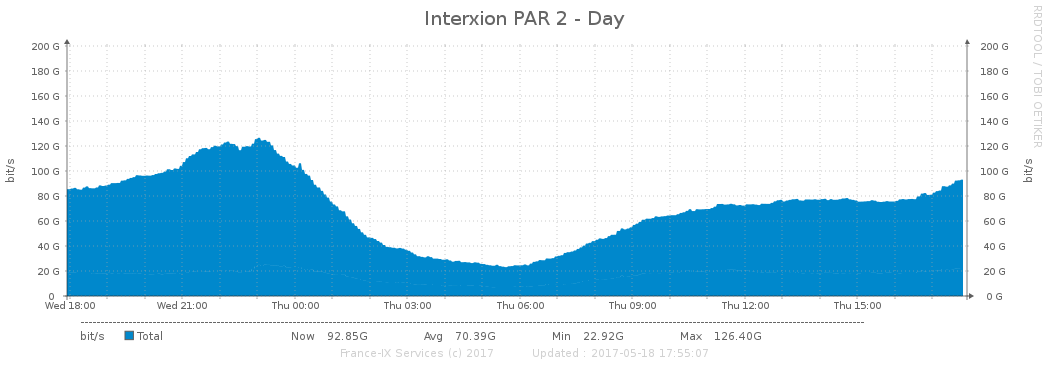 Interxion PAR 2 - Day
RRDTOOL / TOBI OETIKER
bit/s
200 G 200 G
180 G 180 G
160 G 160 G
140 G 140 G
120 G 120 G
100 G 100 G
80 G 80 G
60 G 60 G
40 G 40 G
20 G 20 G
0 0 G
bit/s
Wed 18:00 Wed 21:00 Thu 00:00 Thu 03:00 Thu 06:00 Thu 09:00 Thu 12:00 Thu 15:00
bit/s Total Now 92.85G Avg 70.39G Min 22.92G Max 126.40G
France-IX Services (c) 2017 Updated : 2017-05-18 17:55:07